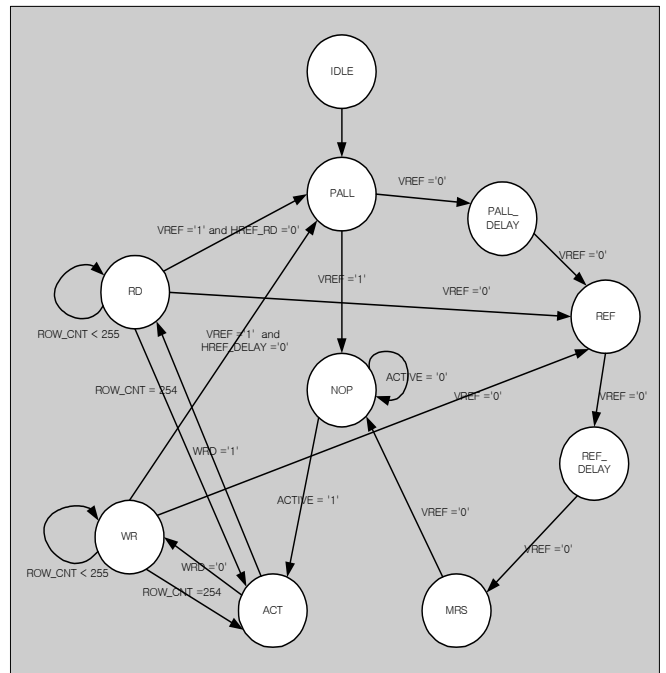 IDLE
PALL
VREF ='0'
PALL_
DELAY
VREF ='1' and HREF_RD ='0'
VREF ='0'
RD
VREF ='1'
VREF ='0'
REF
ROW_CNT < 255
VREF ='1' and
HREF_DELAY ='0'
NOP
ACTIVE = '0'
ROW_CNT = 254
VREF ='0'
VREF ='0'
WRD ='1'
REF_
DELAY
ACTIVE = '1'
VREF ='0'
WR
VREF ='0'
ROW_CNT < 255
WRD ='0'
ROW_CNT =254
ACT
MRS